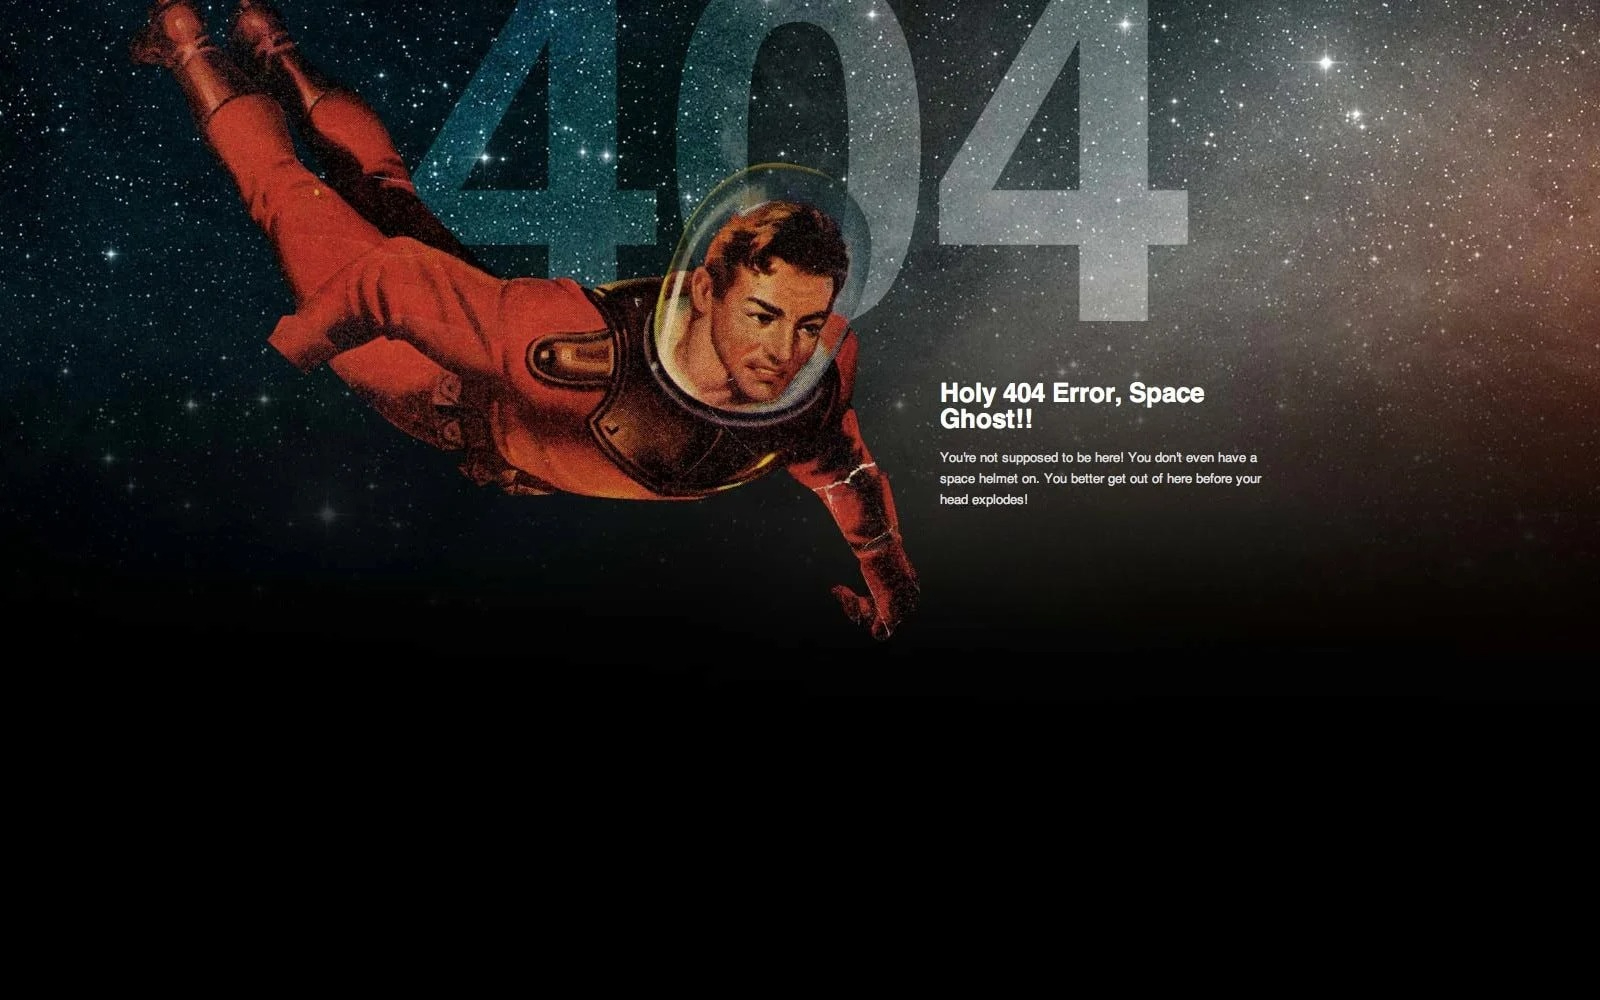 404
Holy 404 Error, Space
Ghost!!
You're not supposed to be here! You don't even have a
space helmet on. You better get out of here before your
head explodes!